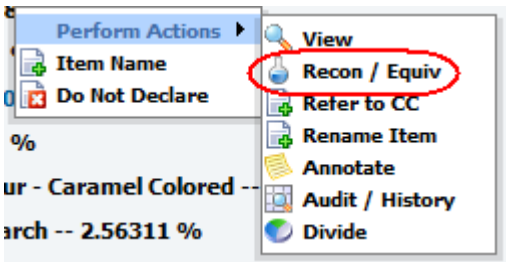 Perform Actions
Item Name
Do Not Declare
View
Recon / Equiv
Refer to CC
Rename Item
Annotate
Audit / History
Divide
%
ur - Caramel Colored --
arch -- 2.56311 %